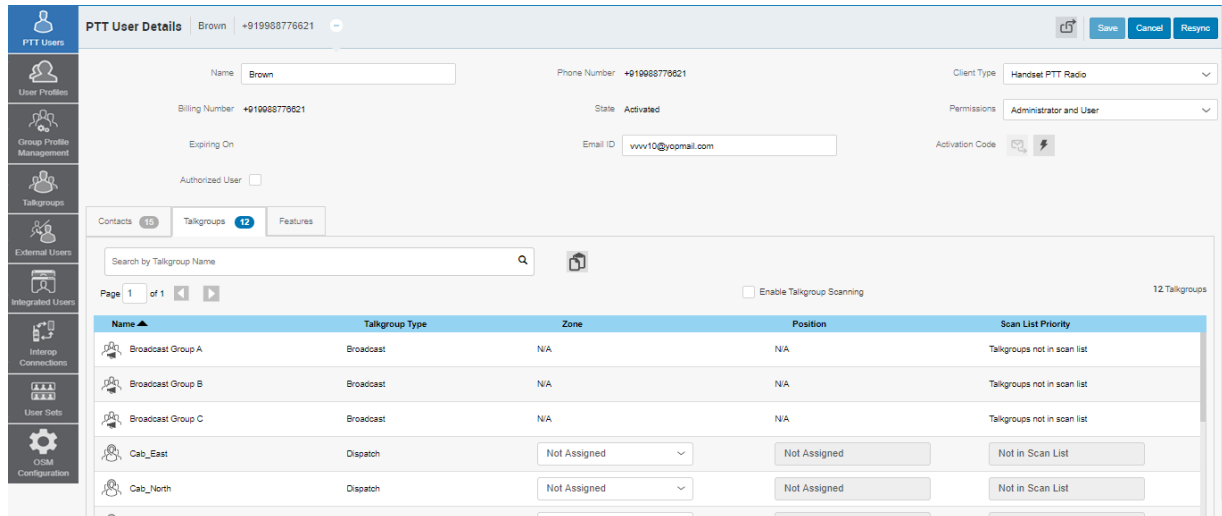 PTT Users
User Profiles
Group Profile
Management
Talkgroups
External Users
Integrated Users
Interop
Connections
User Sets
OSM
Configuration
PTT User Details Brown +919988776621
Save Cancel Resync
Name Brown Phone Number +919988776621 Client Type Handset PTT Radio
Billing Number +919988776621 State Activated Permissions Administrator and User
Expiring On Email ID vvvv10@yopmail.com Activation Code
Authorized User
Contacts 15 Talkgroups 12 Features
Search by Talkgroup Name
Page 1 of 1 Enable Talkgroup Scanning 12 Talkgroups
Name Talkgroup Type Zone Position Scan List Priority
Broadcast Group A Broadcast N/A N/A Talkgroups not in scan list
Broadcast Group B Broadcast N/A N/A Talkgroups not in scan list
Broadcast Group C Broadcast N/A N/A Talkgroups not in scan list
Cab_East Dispatch Not Assigned Not Assigned Not in Scan List
Cab_North Dispatch Not Assigned Not Assigned Not in Scan List